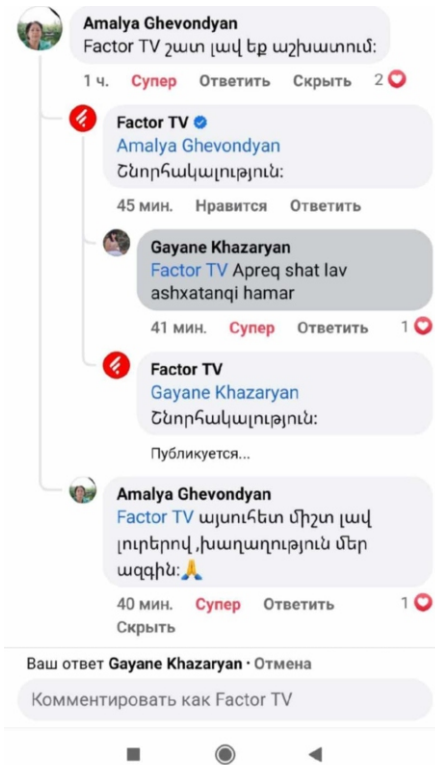 Amalya Ghevondyan
Factor TV շատ լավ եք աշխատում:
1 ч. Супер Ответить Скрыть 2
Factor TV
Amalya Ghevondyan
Շնորհակալություն:
45 мин. Нравится Ответить
Gayane Khazaryan
Factor TV Apreq shat lav
ashxatanqi hamar
41 мин. Супер Ответить 1
Factor TV
Gayane Khazaryan
Շնորհակալություն:
Публикуется...
Amalya Ghevondyan
Factor TV այսուհետ միշտ լավ
լուրերով ,խաղաղություն մեր
ազգին:🙏
40 мин. Супер Ответить 1
Скрыть
Ваш ответ Gayane Khazaryan · Отмена
Комментировать как Factor TV